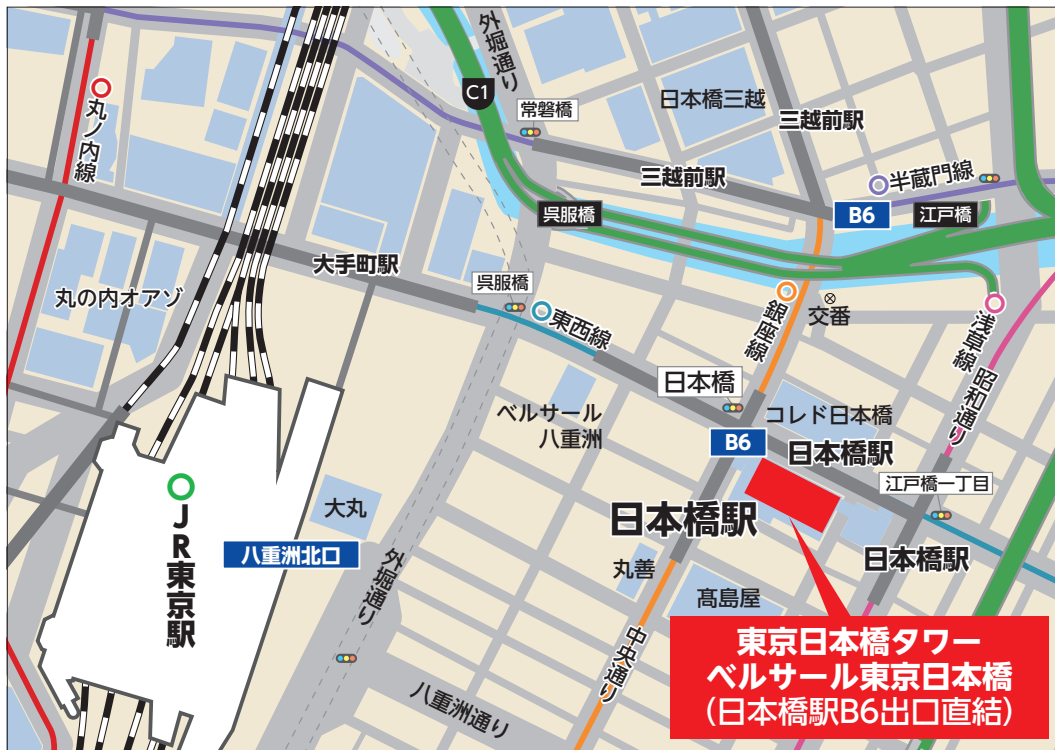 外堀通り
C1
丸ノ内線
常磐橋
日本橋三越
三越前駅
三越前駅
半蔵門線
B6
呉服橋
江戸橋
大手町駅
丸の内オアゾ
呉服橋
東西線
銀座線
交番
浅草線
昭和通り
日本橋
ベルサール
八重洲
コレド日本橋
B6
日本橋駅
江戸橋一丁目
JR東京駅
大丸
日本橋駅
八重洲北口
外堀通り
丸善
日本橋駅
髙島屋
中央通り
八重洲通り
東京日本橋タワー
ベルサール東京日本橋
（日本橋駅B6出口直結）